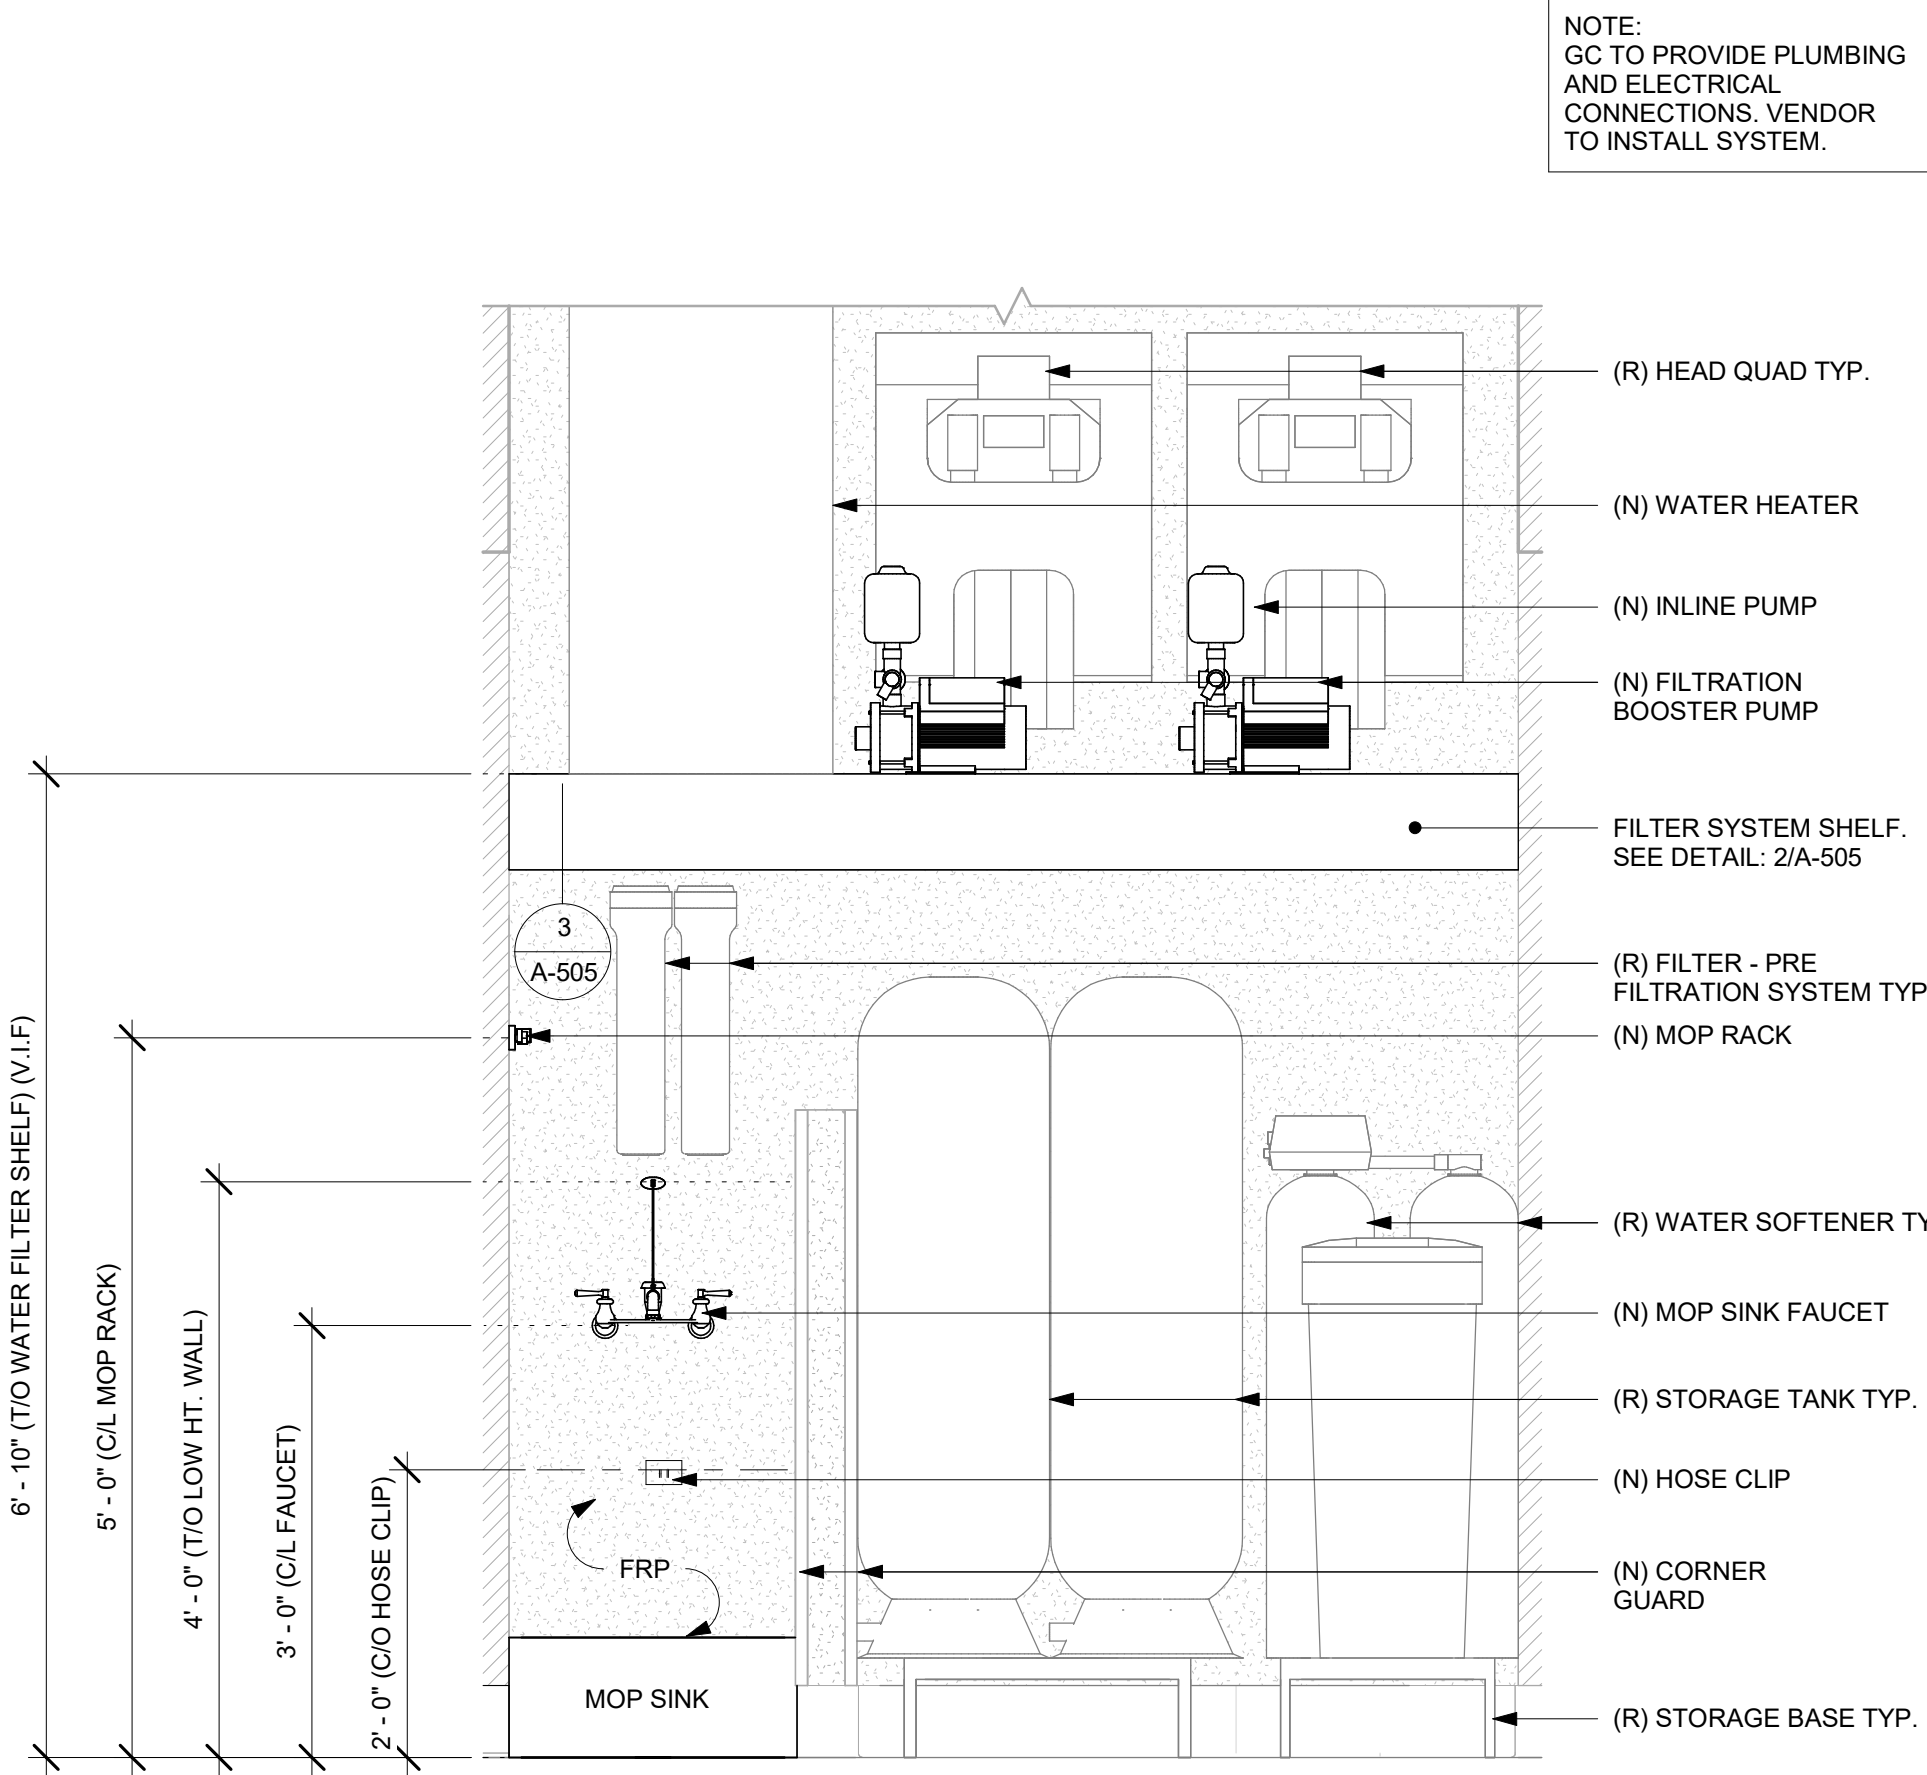 NOTE:
GC TO PROVIDE PLUMBING
AND ELECTRICAL
CONNECTIONS. VENDOR
TO INSTALL SYSTEM.
(R) HEAD QUAD TYP.
(N) WATER HEATER
(N) INLINE PUMP
(N) FILTRATION
BOOSTER PUMP
FILTER SYSTEM SHELF.
SEE DETAIL: 2/A-505
3
A-505
(R) FILTER - PRE
FILTRATION SYSTEM TYP
(N) MOP RACK
(R) WATER SOFTENER TY
(N) MOP SINK FAUCET
(R) STORAGE TANK TYP.
(N) HOSE CLIP
(N) CORNER
GUARD
(R) STORAGE BASE TYP.
FRP
MOP SINK
6' - 10" (T/O WATER FILTER SHELF) (V.I.F)
5' - 0" (C/L MOP RACK)
4' - 0" (T/O LOW HT. WALL)
3' - 0" (C/L FAUCET)
2' - 0" (C/O HOSE CLIP)